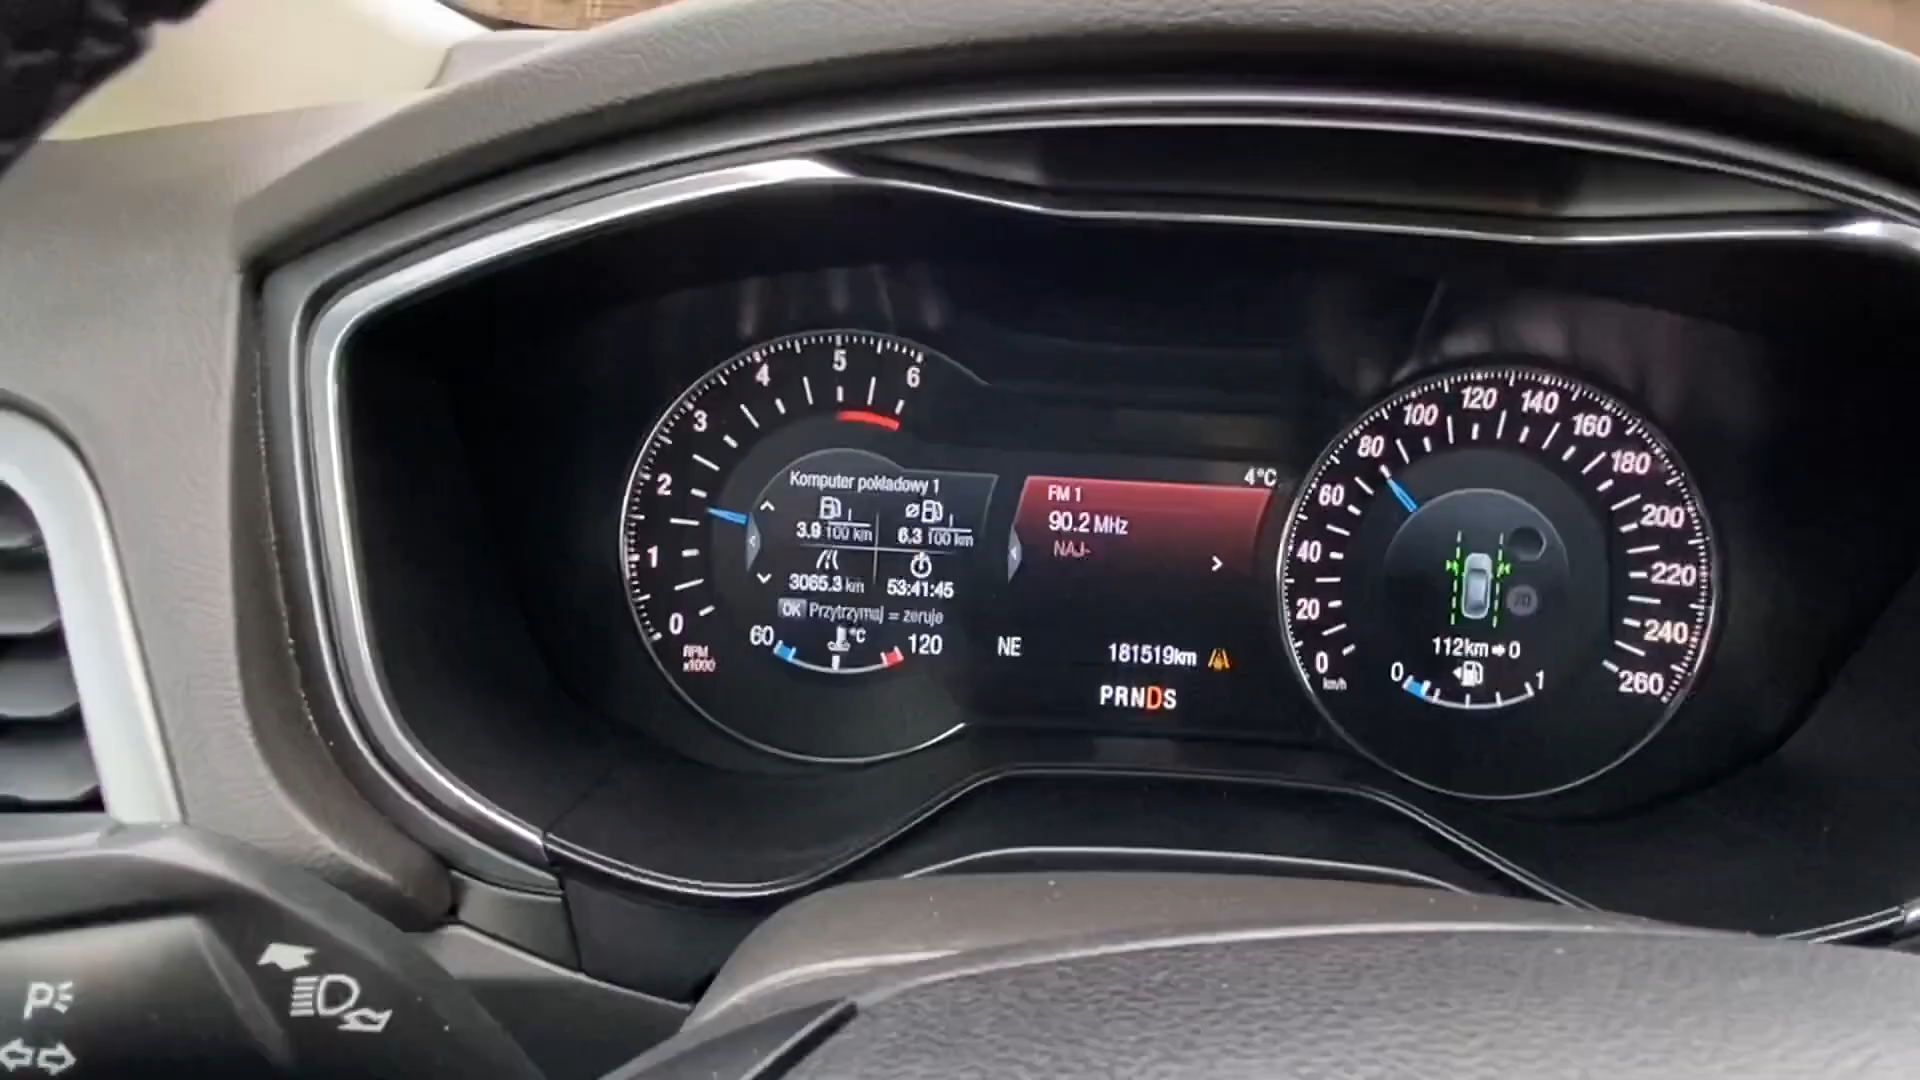 0 1 2 3 4 5 6
RPM
x1000
Komputer pokładowy 1
3.9 100 km
⌀ 6.3 100 km
3065.3 km
53:41:45
OK Przytrzymaj = zeruje
60 °C 120
4°C
FM 1
90.2 MHz
NAJ-
NE
181519km
PRNDS
0 20 40 60 80 100 120 140 160 180 200 220 240 260
km/h
112km➡0
0 1
P